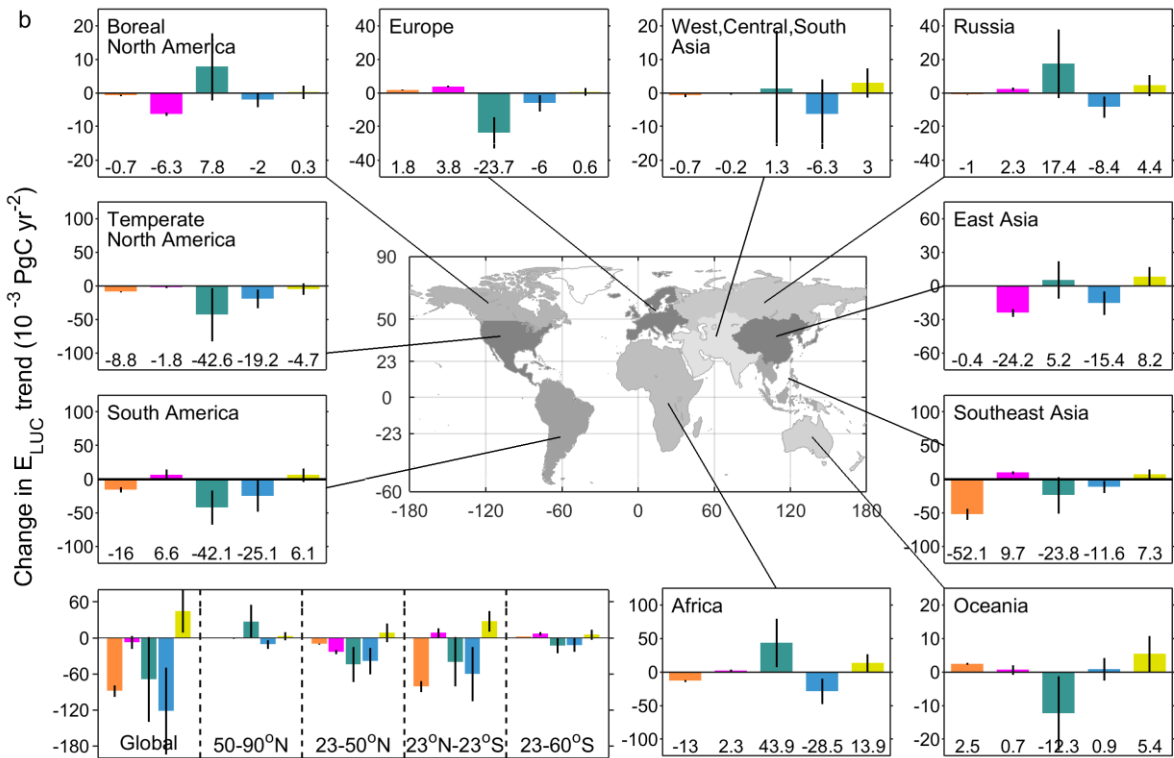 b
Change in E_LUC trend (10^-3 PgC yr^-2)
Boreal
North America
20
10
0
-10
-20
-0.7 -6.3 7.8 -2 0.3
Europe
40
20
0
-20
-40
1.8 3.8 -23.7 -6 0.6
West,Central,South
Asia
20
10
0
-10
-20
-0.7 -0.2 1.3 -6.3 3
Russia
40
20
0
-20
-40
-1 2.3 17.4 -8.4 4.4
Temperate
North America
100
50
0
-50
-100
-8.8 -1.8 -42.6 -19.2 -4.7
90
50
23
0
-23
-60
-180 -120 -60 0 60 120 180
East Asia
60
30
0
-30
-60
-0.4 -24.2 5.2 -15.4 8.2
South America
100
50
0
-50
-100
-16 6.6 -42.1 -25.1 6.1
Southeast Asia
100
50
0
-50
-100
-52.1 9.7 -23.8 -11.6 7.3
60
0
-60
-120
-180
Global 50-90°N 23-50°N 23°N-23°S 23-60°S
Africa
100
50
0
-50
-100
-13 2.3 43.9 -28.5 13.9
Oceania
20
10
0
-10
-20
2.5 0.7 -12.3 0.9 5.4